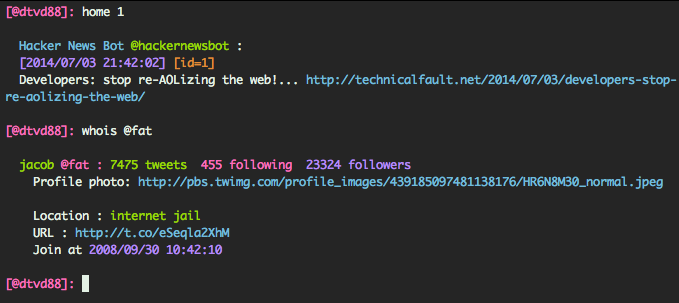 [@dtvd88]: home 1
Hacker News Bot @hackernewsbot :
[2014/07/03 21:42:02] [id=1]
Developers: stop re-AOLizing the web!... http://technicalfault.net/2014/07/03/developers-stop-
re-aolizing-the-web/
[@dtvd88]: whois @fat
jacob @fat : 7475 tweets 455 following 23324 followers
Profile photo: http://pbs.twimg.com/profile_images/439185097481138176/HR6N8M30_normal.jpeg
Location : internet jail
URL : http://t.co/eSeqla2XhM
Join at 2008/09/30 10:42:10
[@dtvd88]: